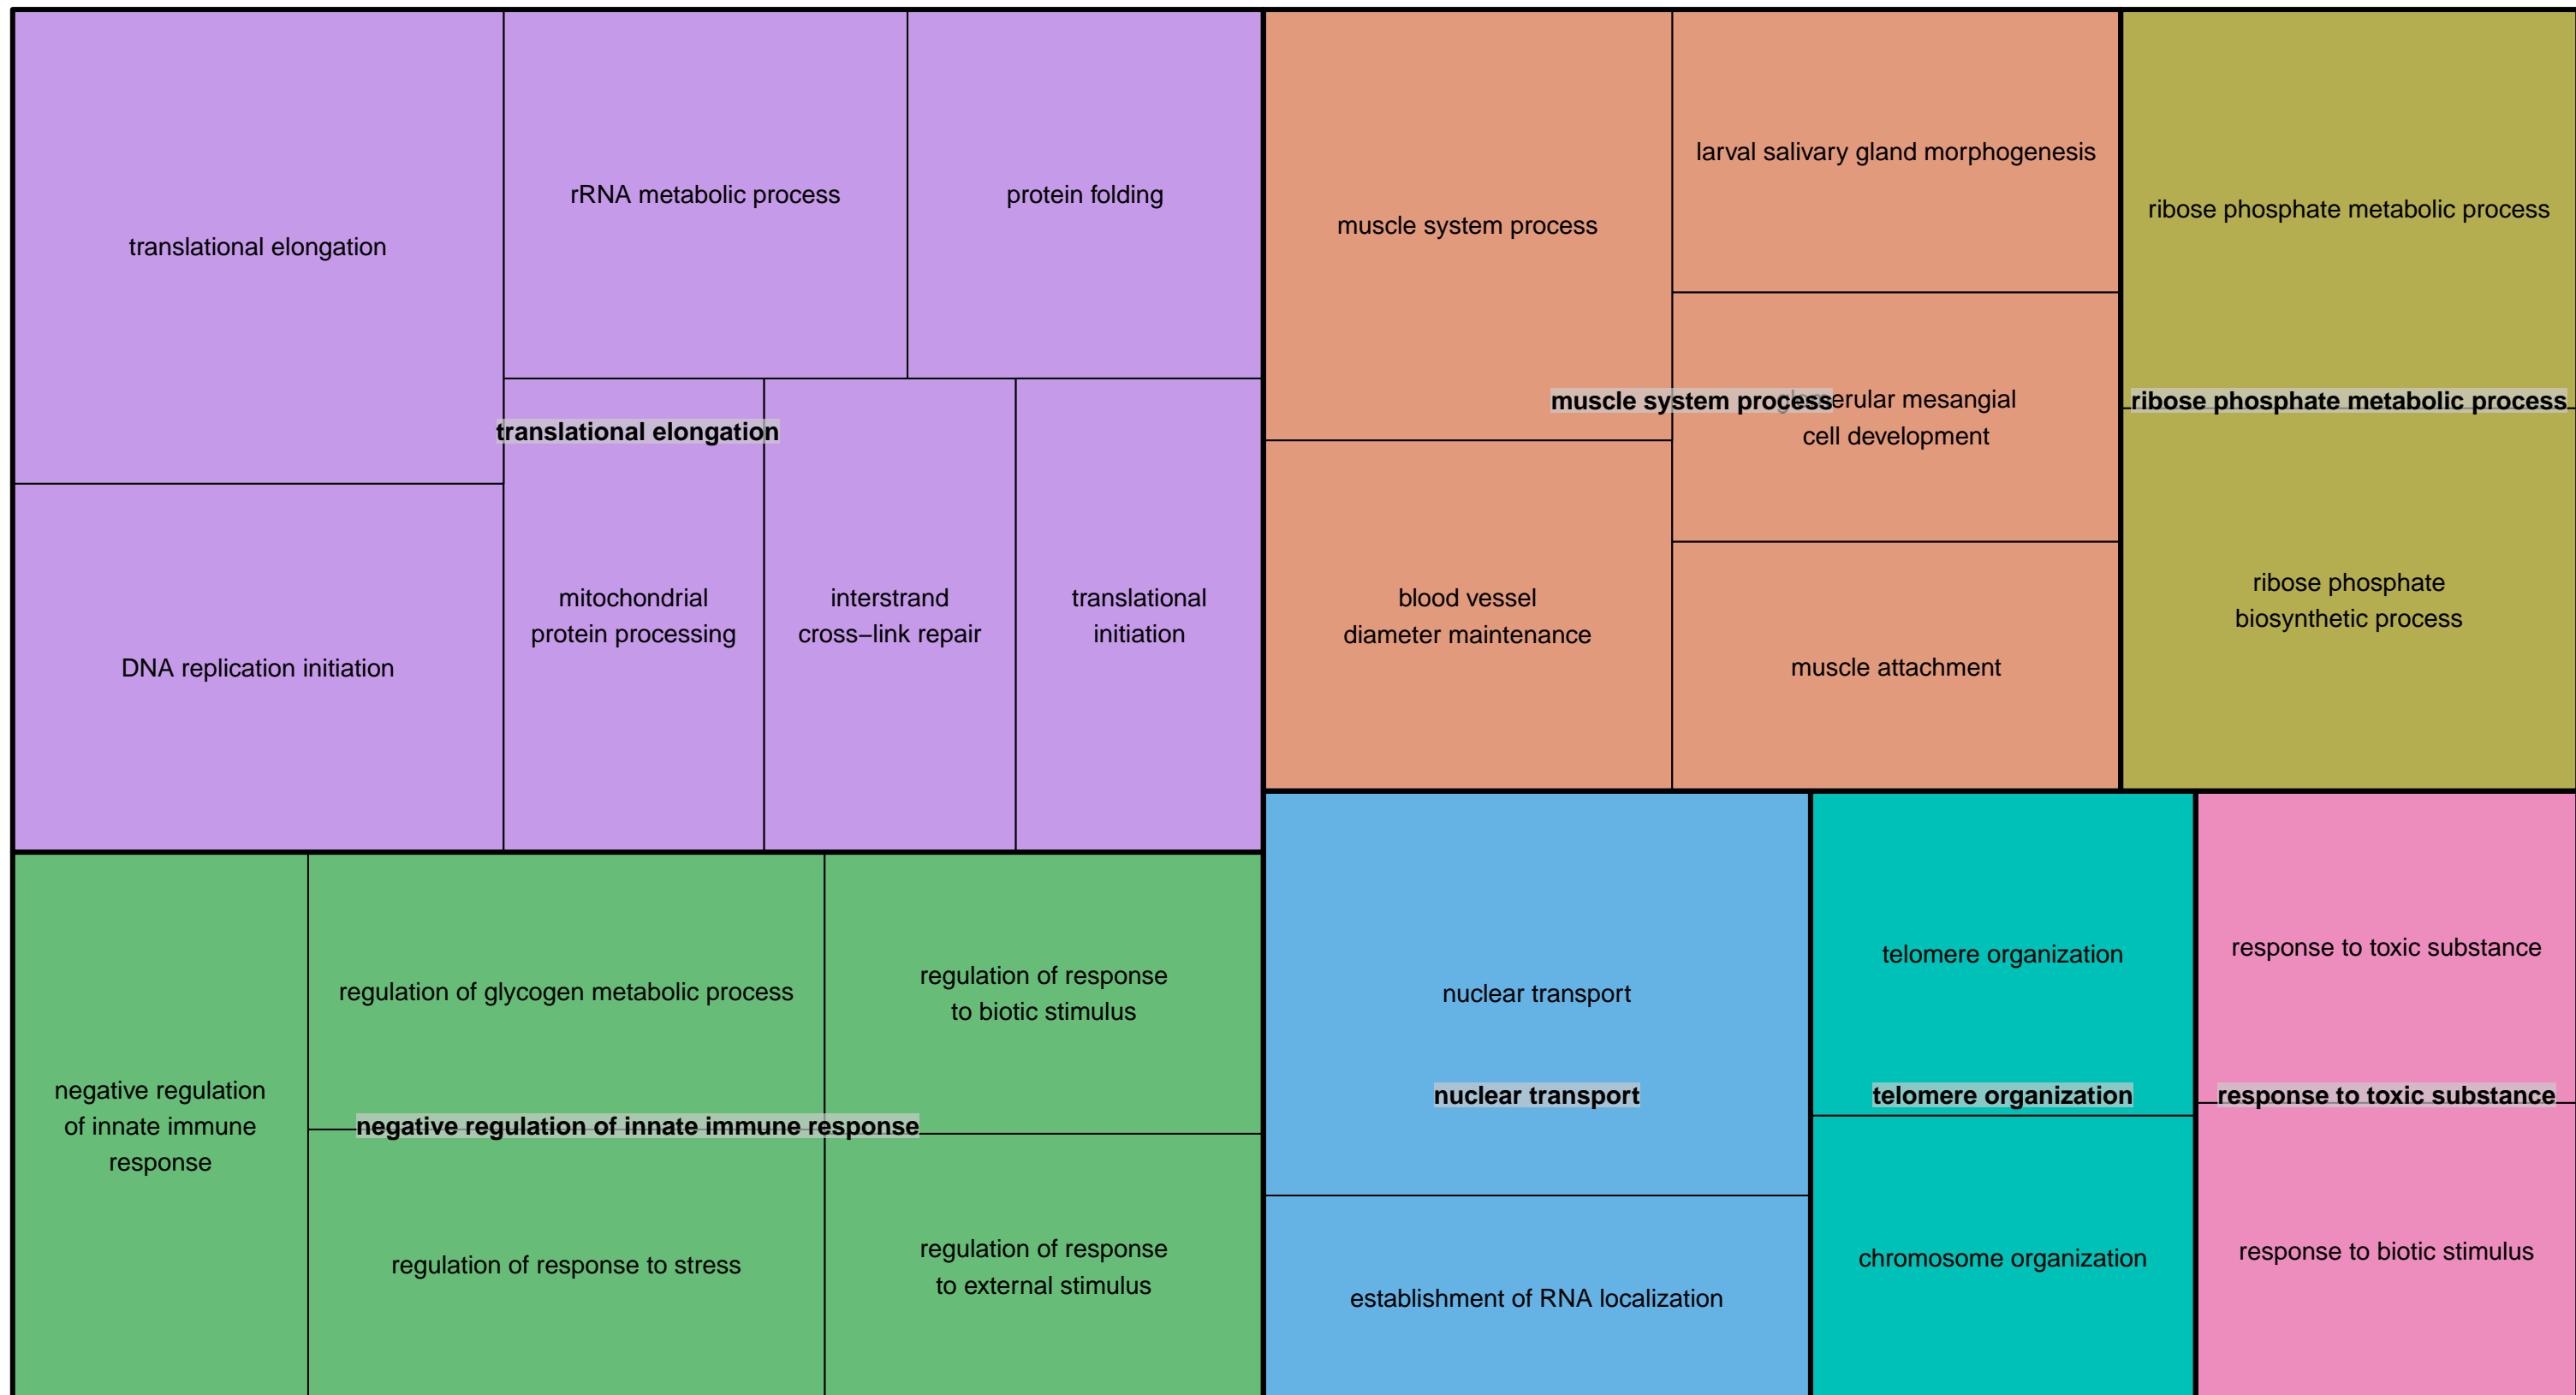 translational elongation
rRNA metabolic process
protein folding
translational elongation
DNA replication initiation
mitochondrial
protein processing
interstrand
cross−link repair
translational
initiation
muscle system process
larval salivary gland morphogenesis
muscle system process
mesangial
cell development
blood vessel
diameter maintenance
muscle attachment
ribose phosphate metabolic process
ribose phosphate metabolic process
ribose phosphate
biosynthetic process
negative regulation
of innate immune
response
regulation of glycogen metabolic process
regulation of response
to biotic stimulus
negative regulation of innate immune response
regulation of response to stress
regulation of response
to external stimulus
nuclear transport
nuclear transport
establishment of RNA localization
telomere organization
telomere organization
chromosome organization
response to toxic substance
response to toxic substance
response to biotic stimulus